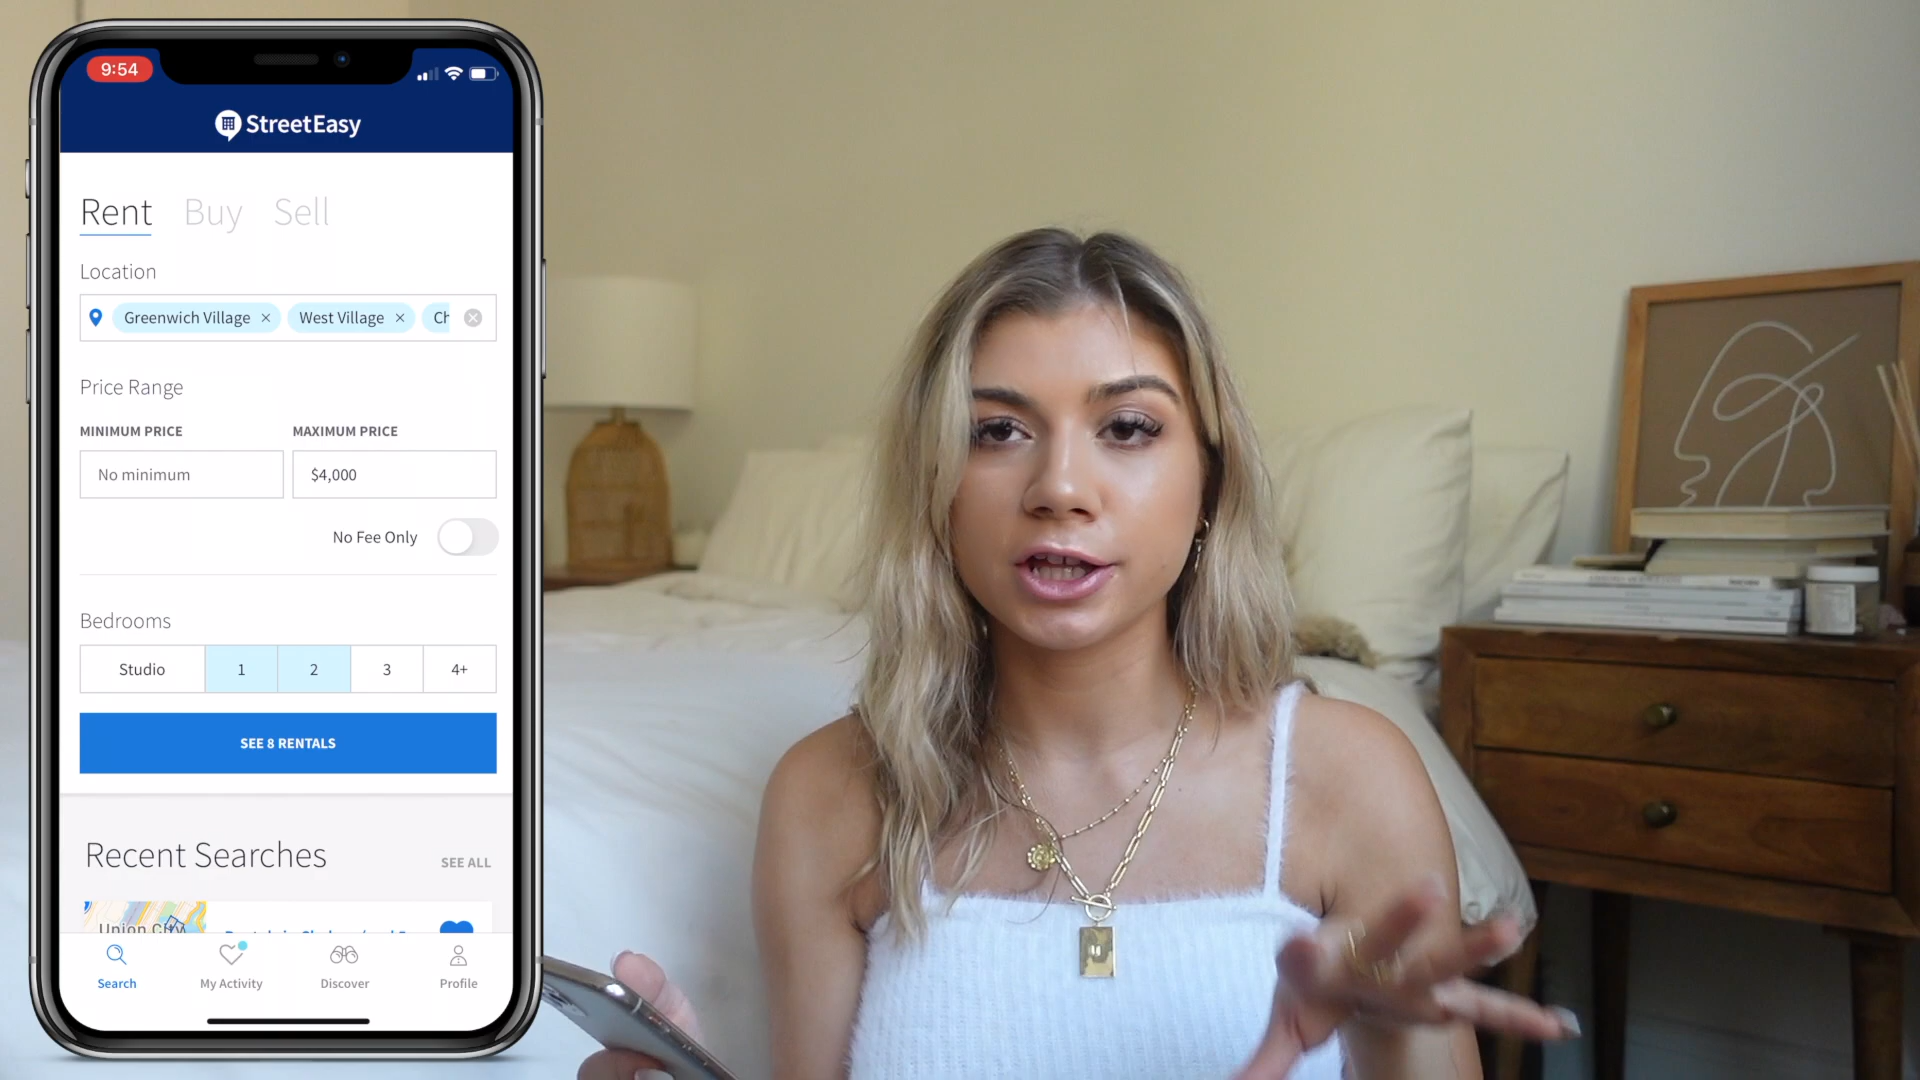 9:54
StreetEasy
Rent Buy Sell
Location
Greenwich Village × West Village × Ch
Price Range
MINIMUM PRICE MAXIMUM PRICE
No minimum $4,000
No Fee Only
Bedrooms
Studio 1 2 3 4+
SEE 8 RENTALS
Recent Searches SEE ALL
Union City
Search My Activity Discover Profile